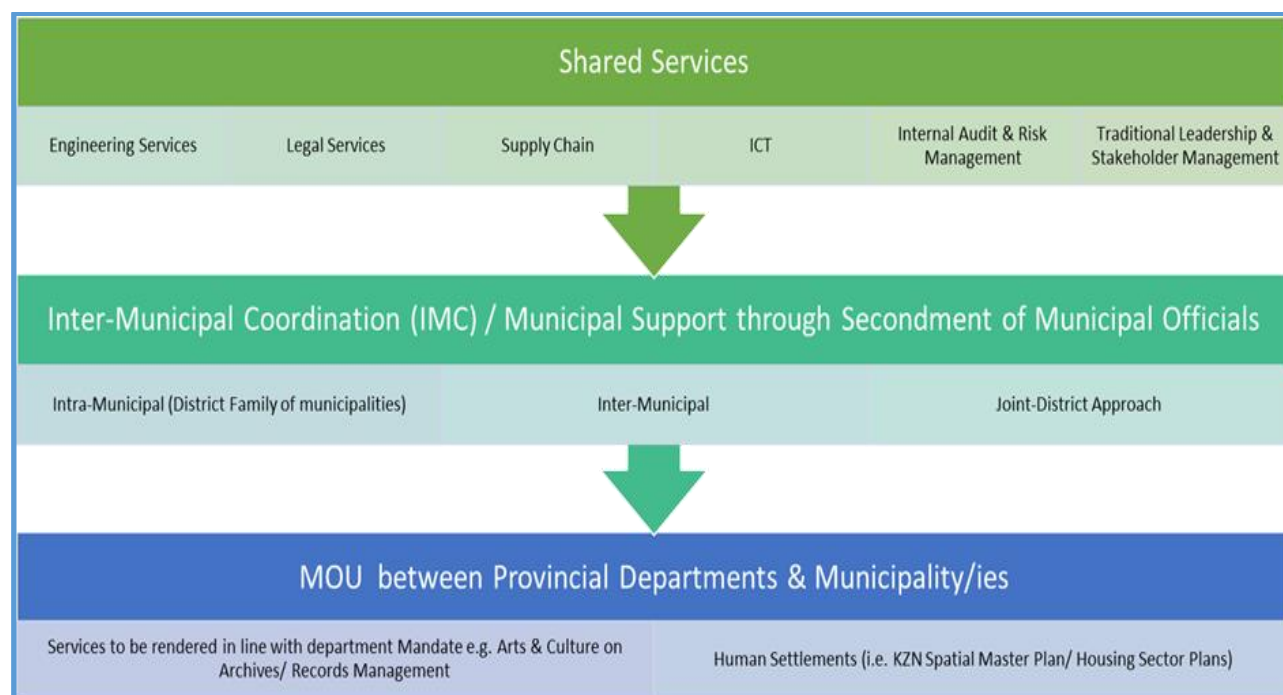 Shared Services
Engineering Services
Legal Services
Supply Chain
ICT
Internal Audit & Risk
Management
Traditional Leadership &
Stakeholder Management
Inter-Municipal Coordination (IMC) / Municipal Support through Secondment of Municipal Officials
Intra-Municipal (District Family of municipalities)
Inter-Municipal
Joint-District Approach
MOU between Provincial Departments & Municipality/ies
Services to be rendered in line with department Mandate e.g. Arts & Culture on
Archives/ Records Management
Human Settlements (i.e. KZN Spatial Master Plan/ Housing Sector Plans)